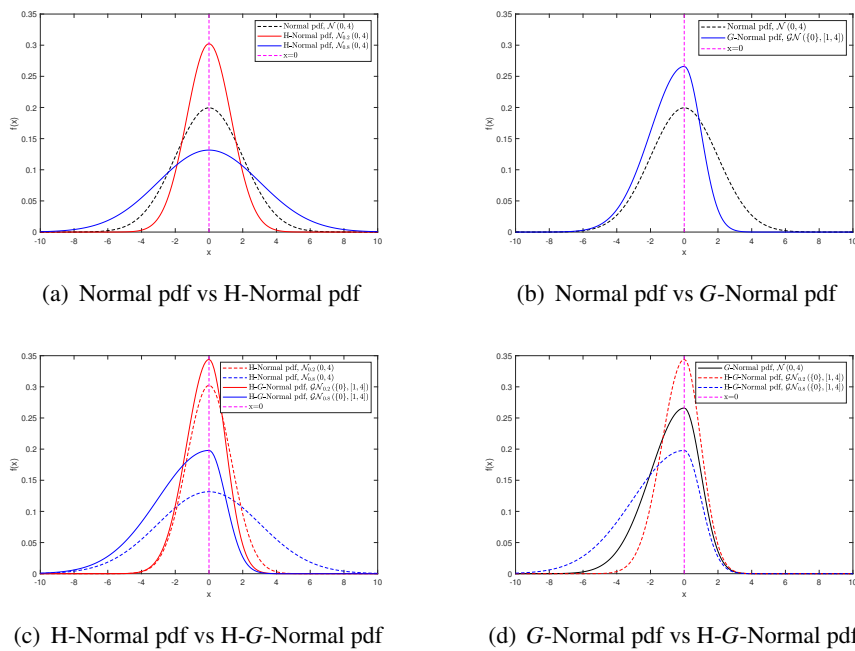 0.35
0.3
0.25
0.2
0.15
0.1
0.05
0
f(x)
-10 -8 -6 -4 -2 0 2 4 6 8 10
x
Normal pdf, 𝒩(0, 4)
H-Normal pdf, 𝒩0.2(0, 4)
H-Normal pdf, 𝒩0.8(0, 4)
x=0
(a) Normal pdf vs H-Normal pdf
0.35
0.3
0.25
0.2
0.15
0.1
0.05
0
f(x)
-10 -8 -6 -4 -2 0 2 4 6 8 10
x
Normal pdf, 𝒩(0, 4)
G-Normal pdf, 𝒢𝒩({0}, [1, 4])
x=0
(b) Normal pdf vs G-Normal pdf
0.35
0.3
0.25
0.2
0.15
0.1
0.05
0
f(x)
-10 -8 -6 -4 -2 0 2 4 6 8 10
x
H-Normal pdf, 𝒩0.2(0, 4)
H-Normal pdf, 𝒩0.8(0, 4)
H-G-Normal pdf, 𝒢𝒩0.2({0}, [1, 4])
H-G-Normal pdf, 𝒢𝒩0.8({0}, [1, 4])
x=0
(c) H-Normal pdf vs H-G-Normal pdf
0.35
0.3
0.25
0.2
0.15
0.1
0.05
0
f(x)
-10 -8 -6 -4 -2 0 2 4 6 8 10
x
G-Normal pdf, 𝒩(0, 4)
H-G-Normal pdf, 𝒢𝒩0.2({0}, [1, 4])
H-G-Normal pdf, 𝒢𝒩0.8({0}, [1, 4])
x=0
(d) G-Normal pdf vs H-G-Normal pdf